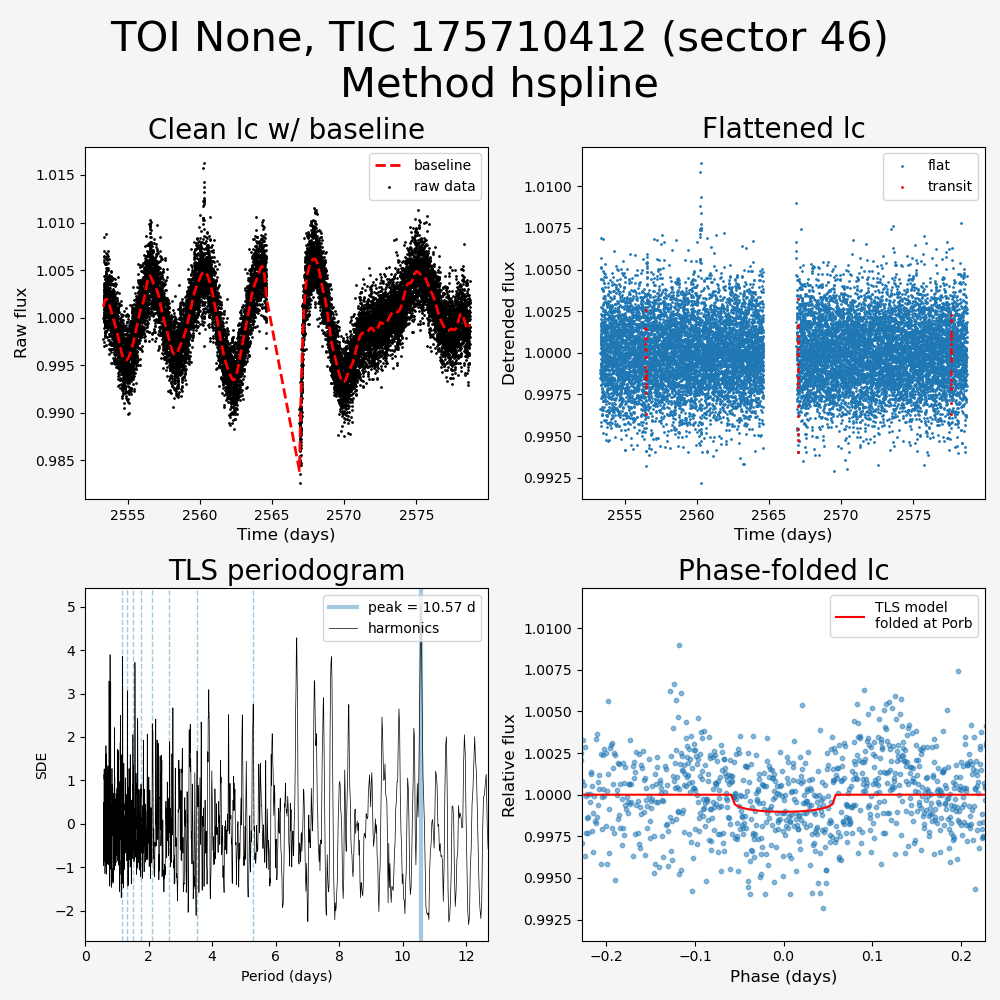 TOI None, TIC 175710412 (sector 46)
Method hspline
Clean lc w/ baseline
Flattened lc
baseline
raw data
flat
transit
1.015
1.010
1.005
1.000
0.995
0.990
0.985
Raw flux
2555
2560
2565
2570
2575
Time (days)
1.0100
1.0075
1.0050
1.0025
1.0000
0.9975
0.9950
0.9925
Detrended flux
2555
2560
2565
2570
2575
Time (days)
TLS periodogram
Phase-folded lc
peak = 10.57 d
harmonics
TLS model
folded at Porb
5
4
3
2
1
0
−1
−2
SDE
0
2
4
6
8
10
12
Period (days)
1.0100
1.0075
1.0050
1.0025
1.0000
0.9975
0.9950
0.9925
Relative flux
−0.2
−0.1
0.0
0.1
0.2
Phase (days)